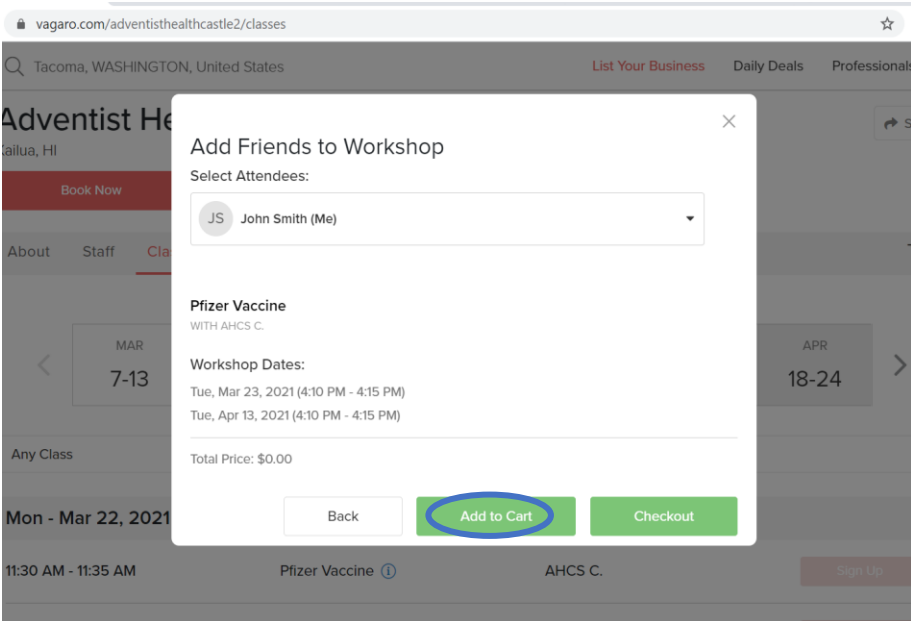 vagaro.com/adventisthealthcastle2/classes
Tacoma, WASHINGTON, United States List Your Business Daily Deals Professionals
Adventist He
Kailua, HI
Book Now
About Staff Clas
Add Friends to Workshop
Select Attendees:
JS John Smith (Me)
Pfizer Vaccine
WITH AHCS C.
Workshop Dates:
Tue, Mar 23, 2021 (4:10 PM - 4:15 PM)
Tue, Apr 13, 2021 (4:10 PM - 4:15 PM)
Total Price: $0.00
Back Add to Cart Checkout
MAR
7-13
APR
18-24
Any Class
Mon - Mar 22, 2021
11:30 AM - 11:35 AM Pfizer Vaccine AHCS C. Sign Up